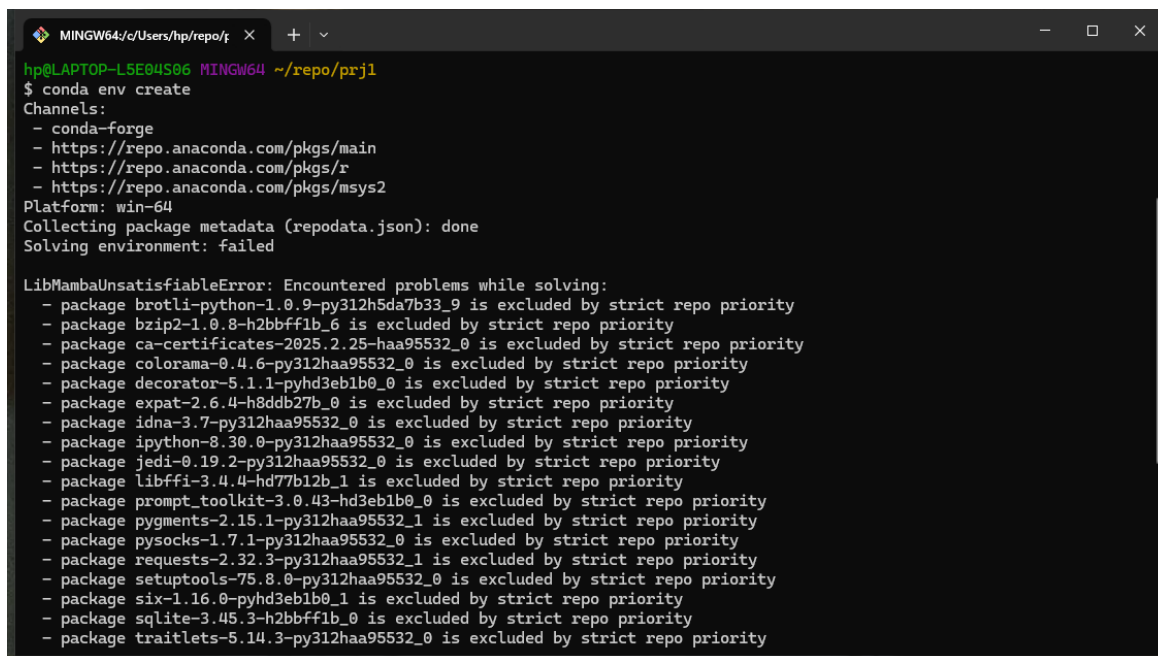 MINGW64:/c/Users/hp/repo/p
hp@LAPTOP-L5E04S06 MINGW64 ~/repo/prj1
$ conda env create
Channels:
 - conda-forge
 - https://repo.anaconda.com/pkgs/main
 - https://repo.anaconda.com/pkgs/r
 - https://repo.anaconda.com/pkgs/msys2
Platform: win-64
Collecting package metadata (repodata.json): done
Solving environment: failed
LibMambaUnsatisfiableError: Encountered problems while solving:
  - package brotli-python-1.0.9-py312h5da7b33_9 is excluded by strict repo priority
  - package bzip2-1.0.8-h2bbff1b_6 is excluded by strict repo priority
  - package ca-certificates-2025.2.25-haa95532_0 is excluded by strict repo priority
  - package colorama-0.4.6-py312haa95532_0 is excluded by strict repo priority
  - package decorator-5.1.1-pyhd3eb1b0_0 is excluded by strict repo priority
  - package expat-2.6.4-h8ddb27b_0 is excluded by strict repo priority
  - package idna-3.7-py312haa95532_0 is excluded by strict repo priority
  - package ipython-8.30.0-py312haa95532_0 is excluded by strict repo priority
  - package jedi-0.19.2-py312haa95532_0 is excluded by strict repo priority
  - package libffi-3.4.4-hd77b12b_1 is excluded by strict repo priority
  - package prompt_toolkit-3.0.43-hd3eb1b0_0 is excluded by strict repo priority
  - package pygments-2.15.1-py312haa95532_1 is excluded by strict repo priority
  - package pysocks-1.7.1-py312haa95532_0 is excluded by strict repo priority
  - package requests-2.32.3-py312haa95532_1 is excluded by strict repo priority
  - package setuptools-75.8.0-py312haa95532_0 is excluded by strict repo priority
  - package six-1.16.0-pyhd3eb1b0_1 is excluded by strict repo priority
  - package sqlite-3.45.3-h2bbff1b_0 is excluded by strict repo priority
  - package traitlets-5.14.3-py312haa95532_0 is excluded by strict repo priority